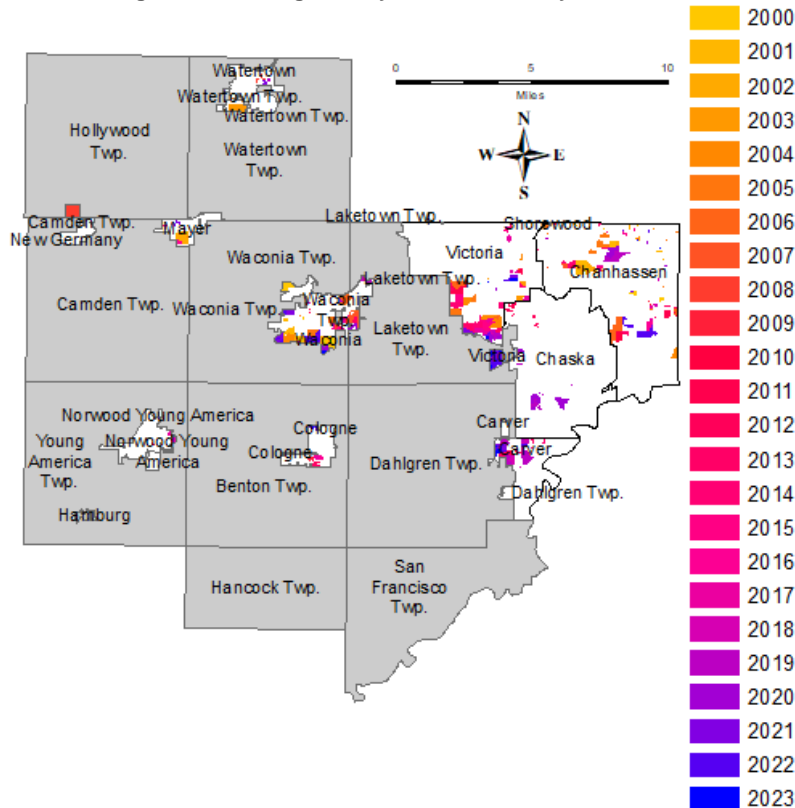 2000
2001
2002
2003
2004
2005
2006
2007
2008
2009
2010
2011
2012
2013
2014
2015
2016
2017
2018
2019
2020
2021
2022
2023
0 5 10
Miles
N
W E
S
Watertown
Watertown Twp.
Watertown Twp.
Watertown
Twp.
Hollywood
Twp.
Camden Twp.
New Germany
Mayer
Laketown Twp.
Shorewood
Waconia Twp.
Victoria
Chanhassen
Laketown Twp.
Camden Twp.
Waconia Twp.
Waconia
Twp.
Waconia
Laketown
Twp.
Victoria
Chaska
Norwood Young America
Young
America
Twp.
Norwood Young
America
Cologne
Cologne
Carver
Carver
Benton Twp.
Dahlgren Twp.
Dahlgren Twp.
Hamburg
Hancock Twp.
San
Francisco
Twp.